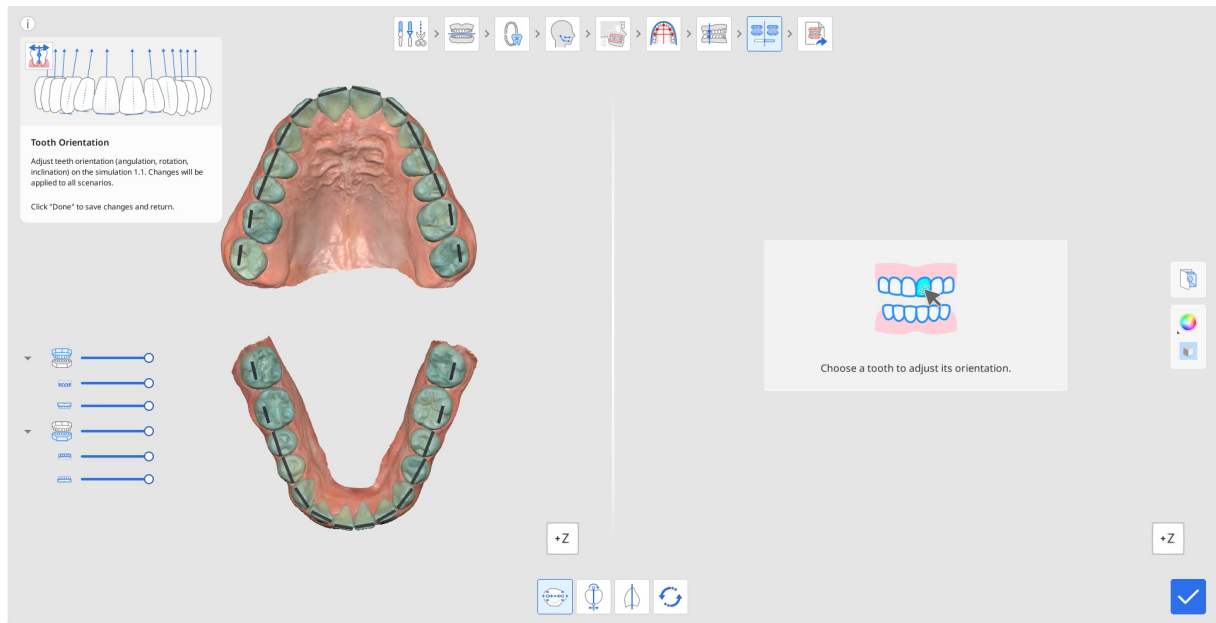 i
Tooth Orientation
Adjust teeth orientation (angulation, rotation,
inclination) on the simulation 1.1. Changes will be
applied to all scenarios.
Click "Done" to save changes and return.
Choose a tooth to adjust its orientation.
+Z
+Z